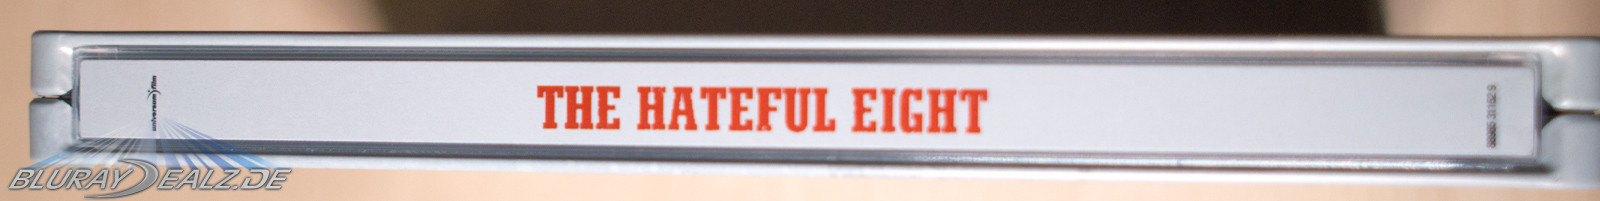 universum film
THE HATEFUL EIGHT
BLURAYDEALZ.DE